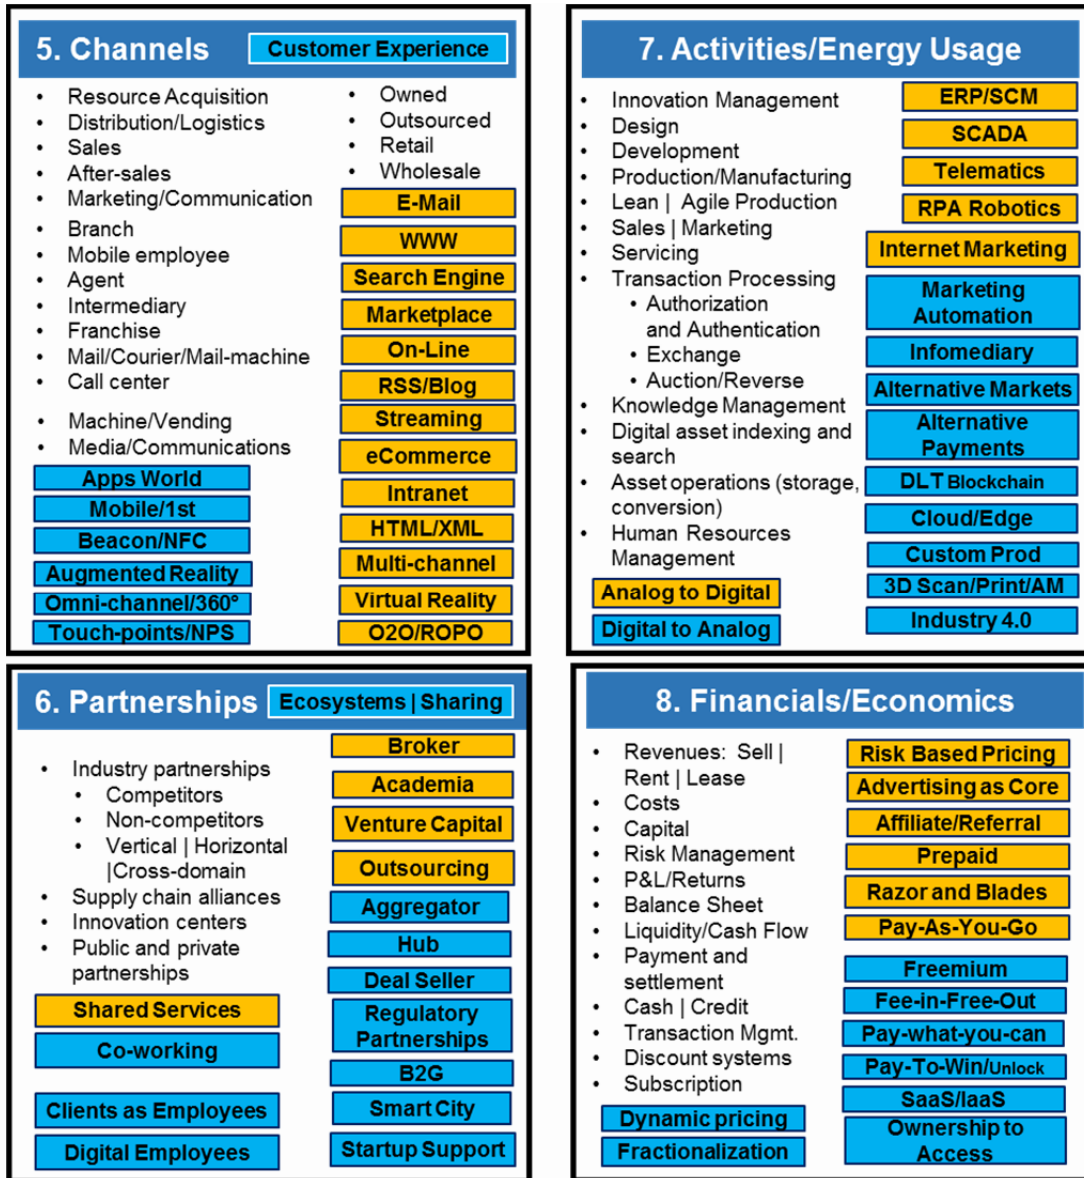 5. Channels
Customer Experience
• Resource Acquisition
• Distribution/Logistics
• Sales
• After-sales
• Marketing/Communication
• Branch
• Mobile employee
• Agent
• Intermediary
• Franchise
• Mail/Courier/Mail-machine
• Call center
• Machine/Vending
• Media/Communications
Apps World
Mobile/1st
Beacon/NFC
Augmented Reality
Omni-channel/360°
Touch-points/NPS
• Owned
• Outsourced
• Retail
• Wholesale
E-Mail
WWW
Search Engine
Marketplace
On-Line
RSS/Blog
Streaming
eCommerce
Intranet
HTML/XML
Multi-channel
Virtual Reality
O2O/ROPO
7. Activities/Energy Usage
• Innovation Management
• Design
• Development
• Production/Manufacturing
• Lean | Agile Production
• Sales | Marketing
• Servicing
• Transaction Processing
• Authorization
and Authentication
• Exchange
• Auction/Reverse
• Knowledge Management
• Digital asset indexing and
search
• Asset operations (storage,
conversion)
• Human Resources
Management
Analog to Digital
Digital to Analog
ERP/SCM
SCADA
Telematics
RPA Robotics
Internet Marketing
Marketing
Automation
Infomediary
Alternative Markets
Alternative
Payments
DLT Blockchain
Cloud/Edge
Custom Prod
3D Scan/Print/AM
Industry 4.0
6. Partnerships
Ecosystems | Sharing
• Industry partnerships
• Competitors
• Non-competitors
• Vertical | Horizontal
|Cross-domain
• Supply chain alliances
• Innovation centers
• Public and private
partnerships
Shared Services
Co-working
Clients as Employees
Digital Employees
Broker
Academia
Venture Capital
Outsourcing
Aggregator
Hub
Deal Seller
Regulatory
Partnerships
B2G
Smart City
Startup Support
8. Financials/Economics
• Revenues: Sell |
Rent | Lease
• Costs
• Capital
• Risk Management
• P&L/Returns
• Balance Sheet
• Liquidity/Cash Flow
• Payment and
settlement
• Cash | Credit
• Transaction Mgmt.
• Discount systems
• Subscription
Dynamic pricing
Fractionalization
Risk Based Pricing
Advertising as Core
Affiliate/Referral
Prepaid
Razor and Blades
Pay-As-You-Go
Freemium
Fee-in-Free-Out
Pay-what-you-can
Pay-To-Win/Unlock
SaaS/IaaS
Ownership to
Access